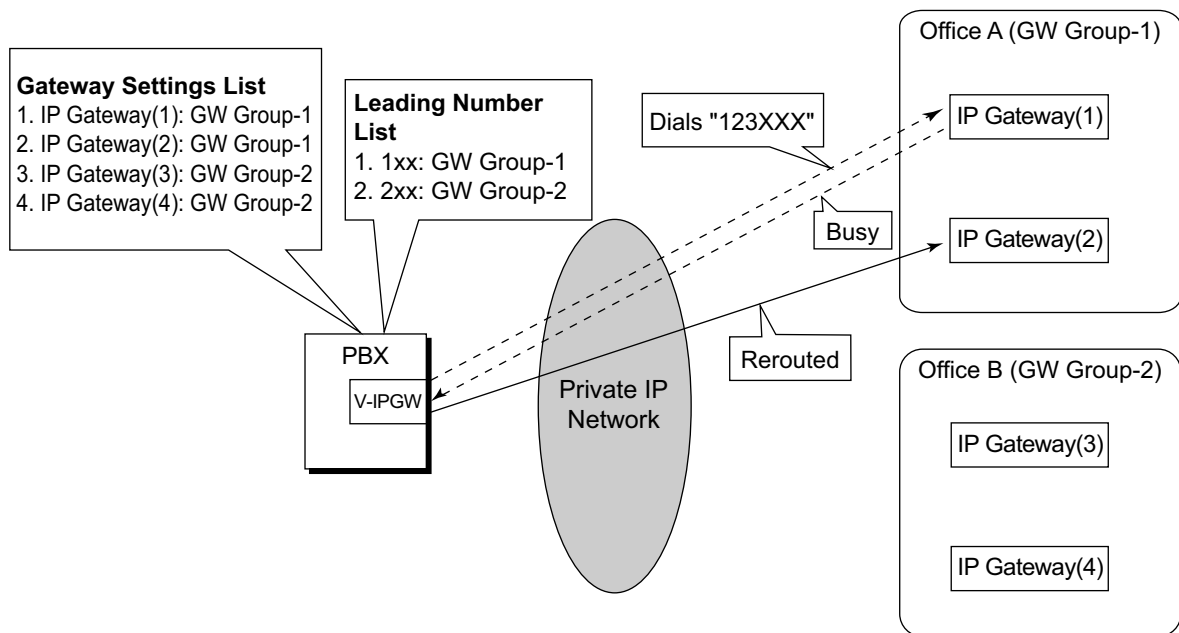 Gateway Settings List
1. IP Gateway(1): GW Group-1
2. IP Gateway(2): GW Group-1
3. IP Gateway(3): GW Group-2
4. IP Gateway(4): GW Group-2
Leading Number
List
1. 1xx: GW Group-1
2. 2xx: GW Group-2
Dials "123XXX"
Busy
Rerouted
PBX
V-IPGW
Private IP
Network
Office A (GW Group-1)
IP Gateway(1)
IP Gateway(2)
Office B (GW Group-2)
IP Gateway(3)
IP Gateway(4)